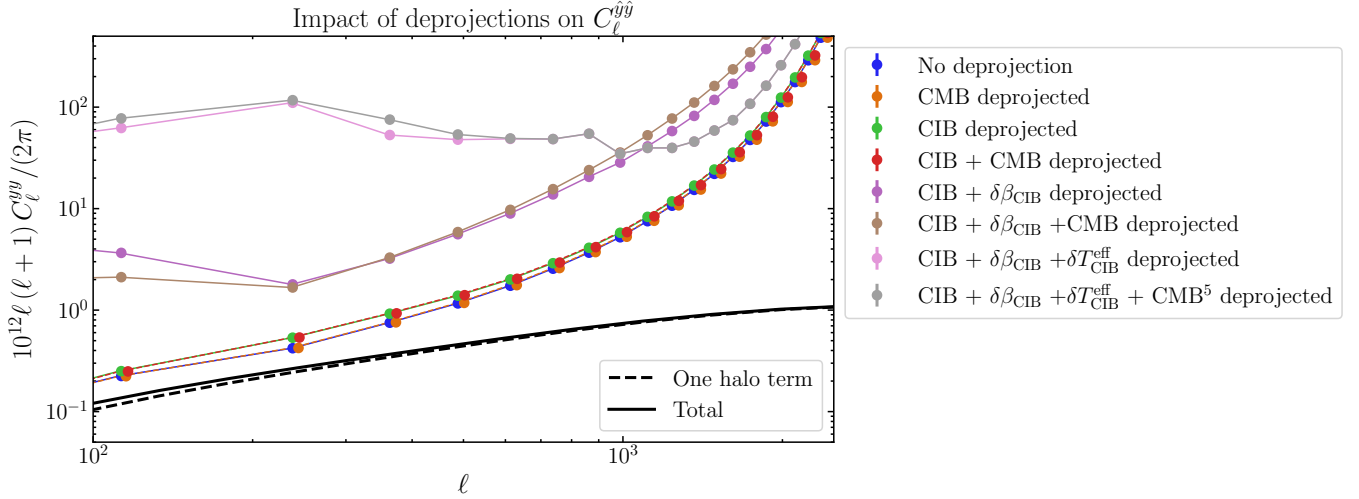 Impact of deprojections on $C_\ell^{\hat{y}\hat{y}}$
$10^{12}\ell(\ell+1)\,C_\ell^{yy}/(2\pi)$
$10^2$
$10^1$
$10^0$
$10^{-1}$
$10^2$
$10^3$
$\ell$
One halo term
Total
No deprojection
CMB deprojected
CIB deprojected
CIB + CMB deprojected
CIB + $\delta\beta_{\rm CIB}$ deprojected
CIB + $\delta\beta_{\rm CIB}$ +CMB deprojected
CIB + $\delta\beta_{\rm CIB}$ +$\delta T_{\rm CIB}^{\rm eff}$ deprojected
CIB + $\delta\beta_{\rm CIB}$ +$\delta T_{\rm CIB}^{\rm eff}$ + CMB$^5$ deprojected